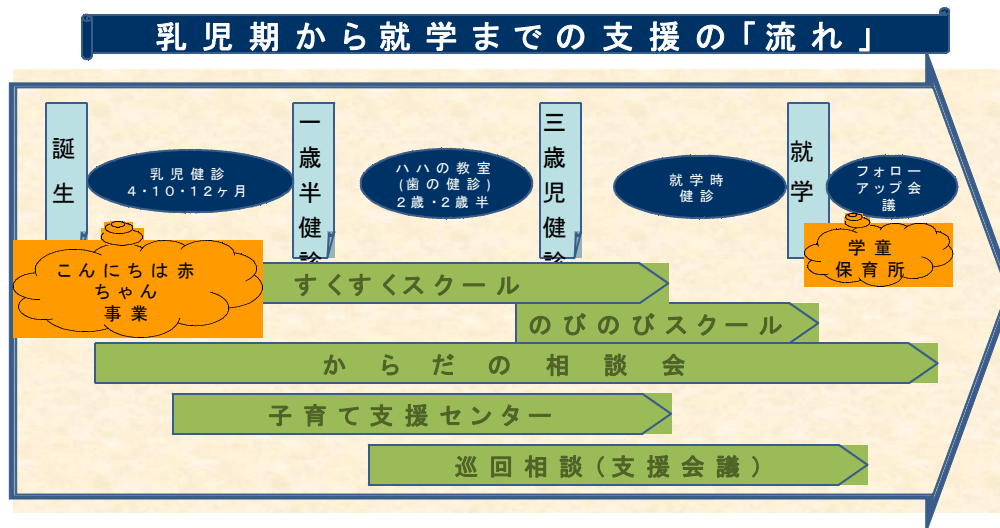 乳児期から就学までの支援の「流れ」
誕生
乳児健診
4・10・12ヶ月
一歳半健診
ハハの教室
(歯の健診)
2歳・2歳半
三歳児健診
就学時
健診
就学
フォロー
アップ会
議
こんにちは赤
ちゃん
事業
学童
保育所
すくすくスクール
のびのびスクール
からだの相談会
子育て支援センター
巡回相談(支援会議)